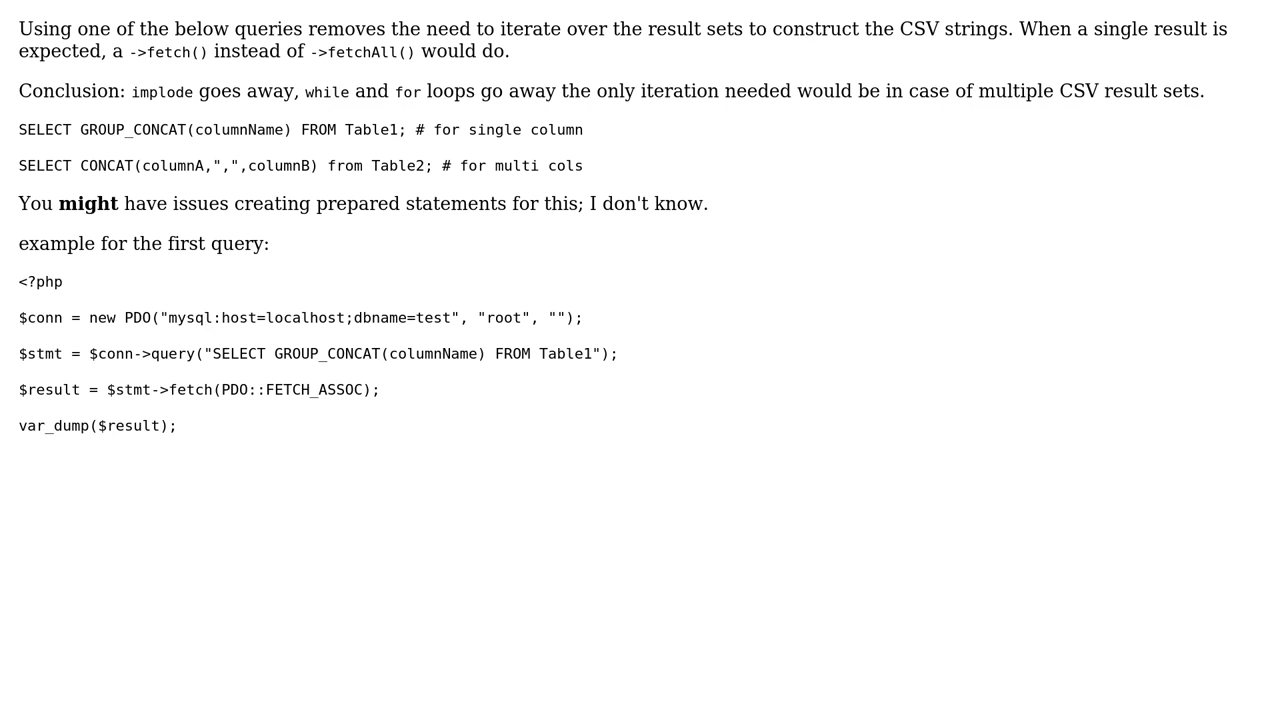 Using one of the below queries removes the need to iterate over the result sets to construct the CSV strings. When a single result is
expected, a ->fetch() instead of ->fetchAll() would do.
Conclusion: implode goes away, while and for loops go away the only iteration needed would be in case of multiple CSV result sets.
SELECT GROUP_CONCAT(columnName) FROM Table1; # for single column
SELECT CONCAT(columnA,",",columnB) from Table2; # for multi cols
You might have issues creating prepared statements for this; I don't know.
example for the first query:
<?php
$conn = new PDO("mysql:host=localhost;dbname=test", "root", "");
$stmt = $conn->query("SELECT GROUP_CONCAT(columnName) FROM Table1");
$result = $stmt->fetch(PDO::FETCH_ASSOC);
var_dump($result);